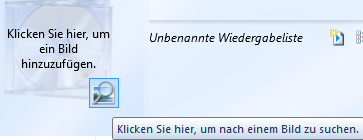 Klicken Sie hier, um
ein Bild
hinzuzufügen.
Unbenannte Wiedergabeliste
Klicken Sie hier, um nach einem Bild zu suchen.